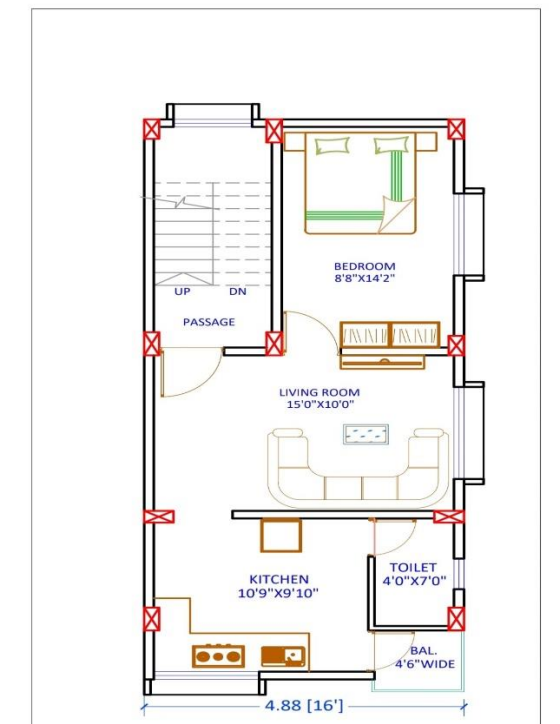 BEDROOM
8'8"X14'2"
UP DN
PASSAGE
LIVING ROOM
15'0"X10'0"
KITCHEN
10'9"X9'10"
TOILET
4'0"X7'0"
BAL.
4'6"WIDE
4.88 [16']